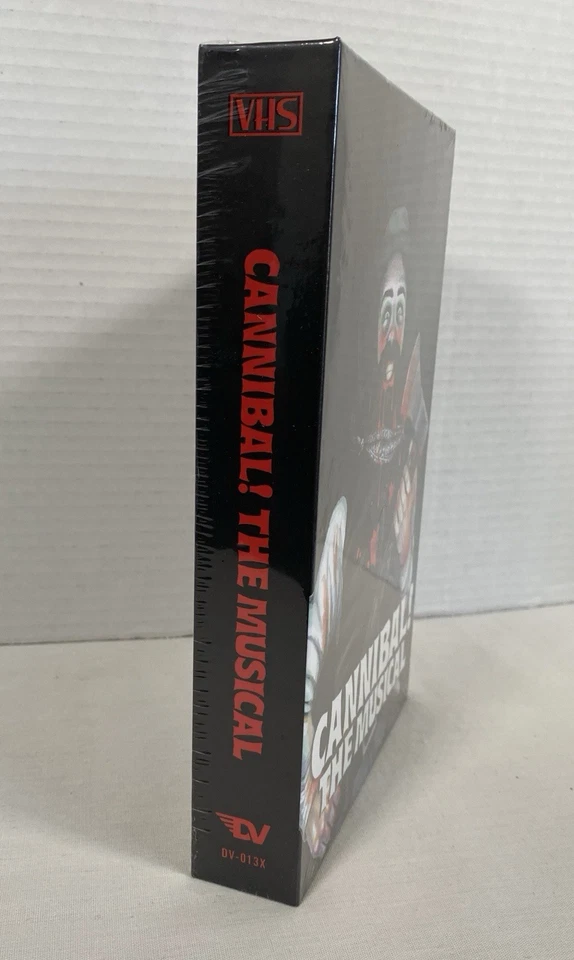 VHS
CANNIBAL! THE MUSICAL
DV
DV-013X
CANNIBAL!
THE MUSICAL